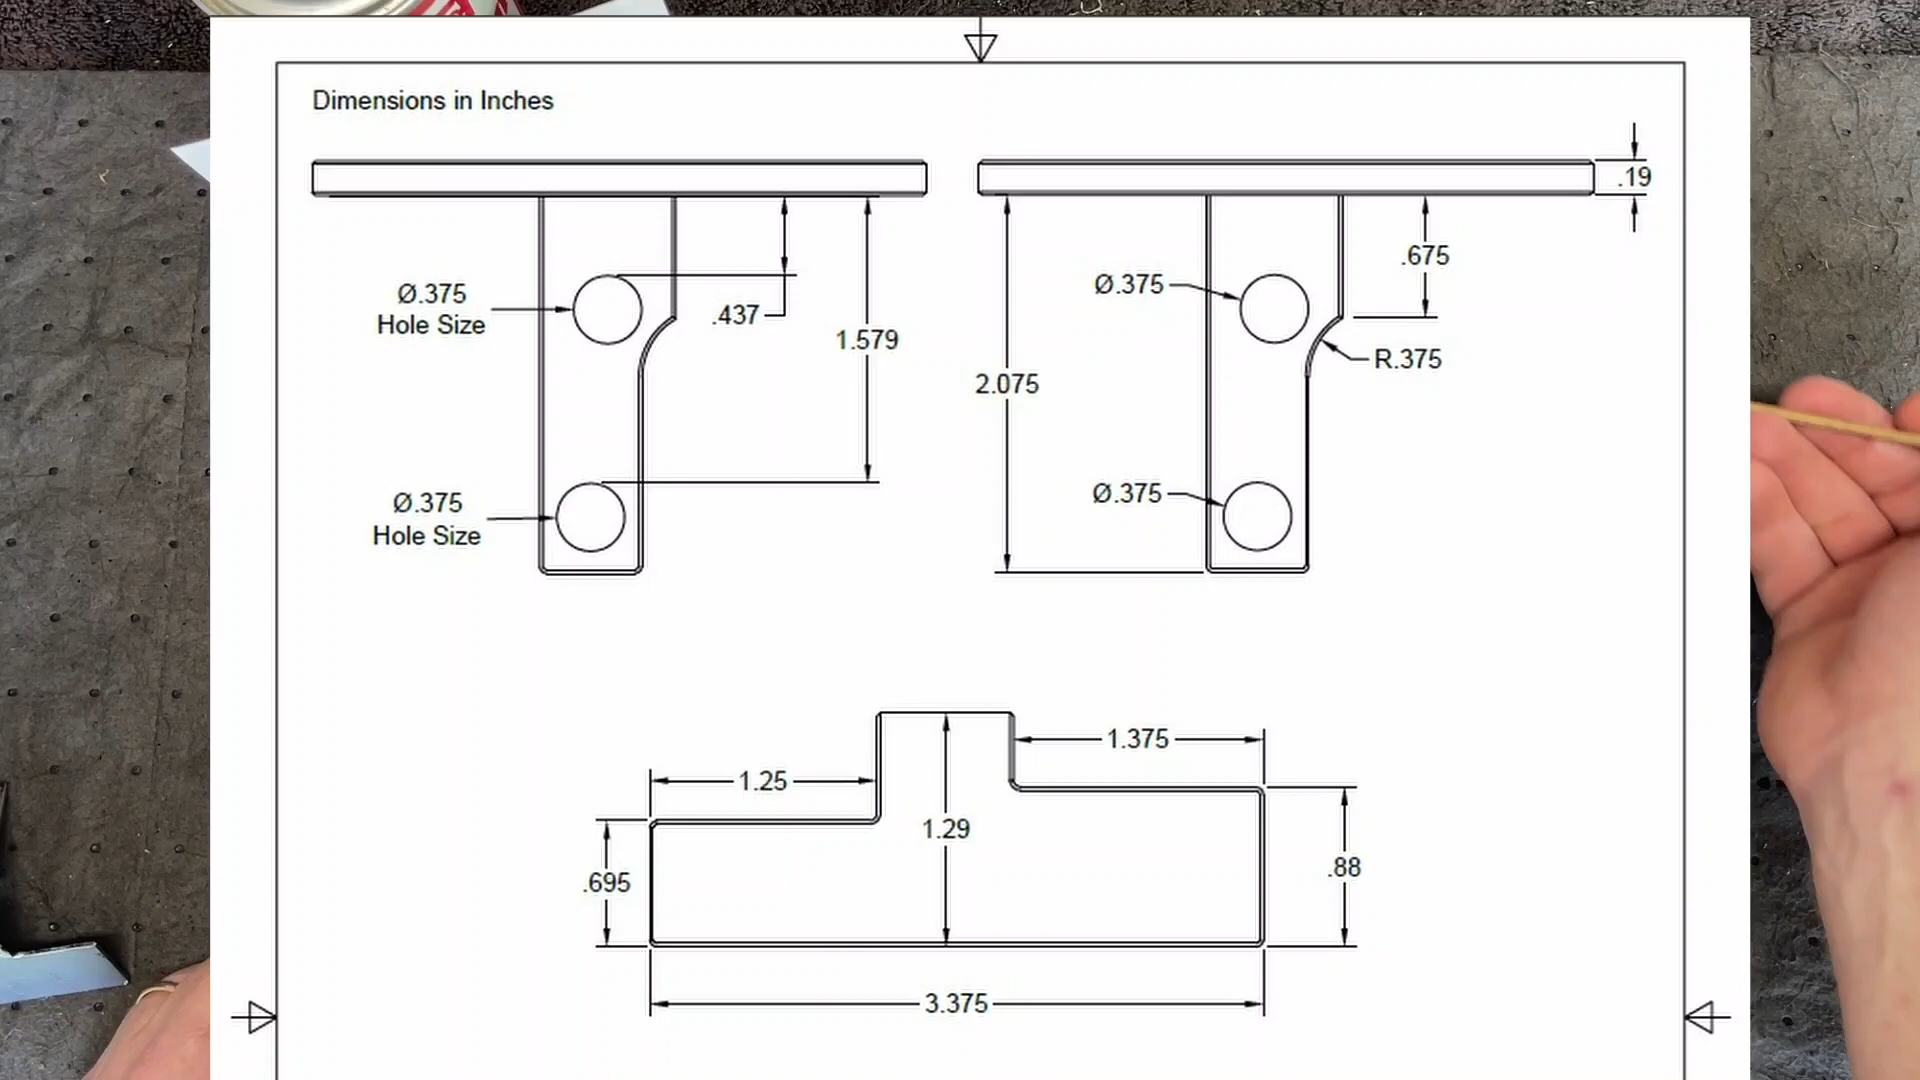 Dimensions in Inches
.19
.675
Ø.375
Hole Size
.437
1.579
Ø.375
R.375
2.075
Ø.375
Hole Size
Ø.375
1.375
1.25
1.29
.88
.695
3.375